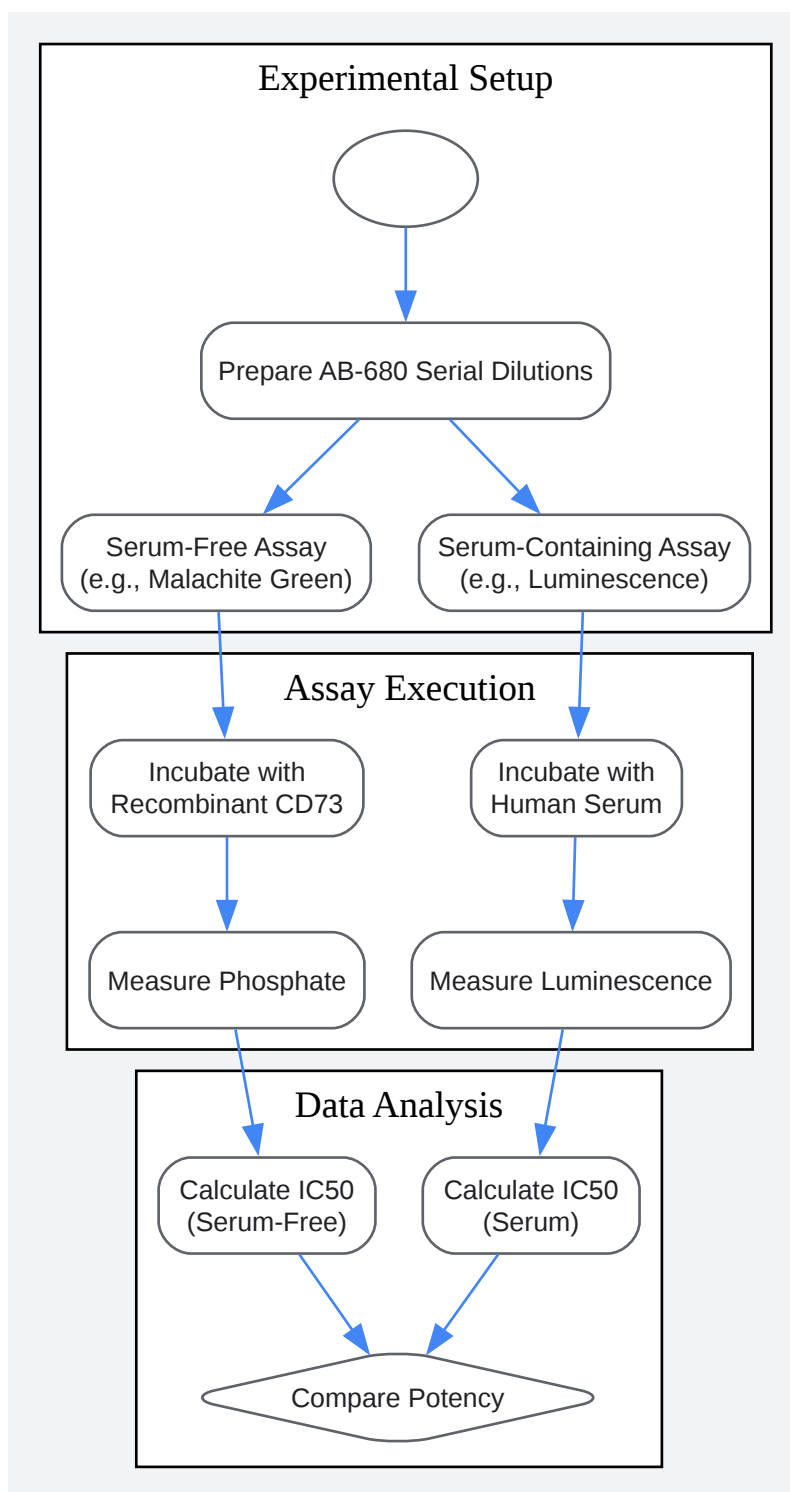 Experimental Setup
Prepare AB-680 Serial Dilutions
Serum-Free Assay
(e.g., Malachite Green)
Serum-Containing Assay
(e.g., Luminescence)
Assay Execution
Incubate with
Recombinant CD73
Incubate with
Human Serum
Measure Phosphate
Measure Luminescence
Data Analysis
Calculate IC50
(Serum-Free)
Calculate IC50
(Serum)
Compare Potency